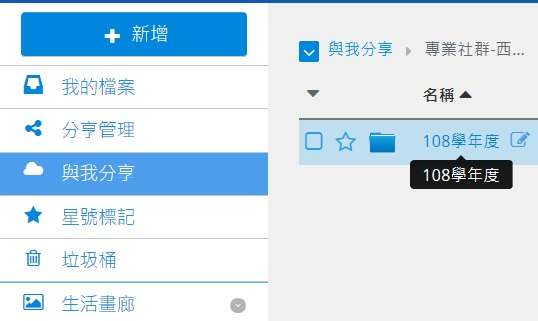 新增
我的檔案
分享管理
與我分享
星號標記
垃圾桶
生活畫廊
與我分享 專業社群-西...
名稱
108學年度
108學年度